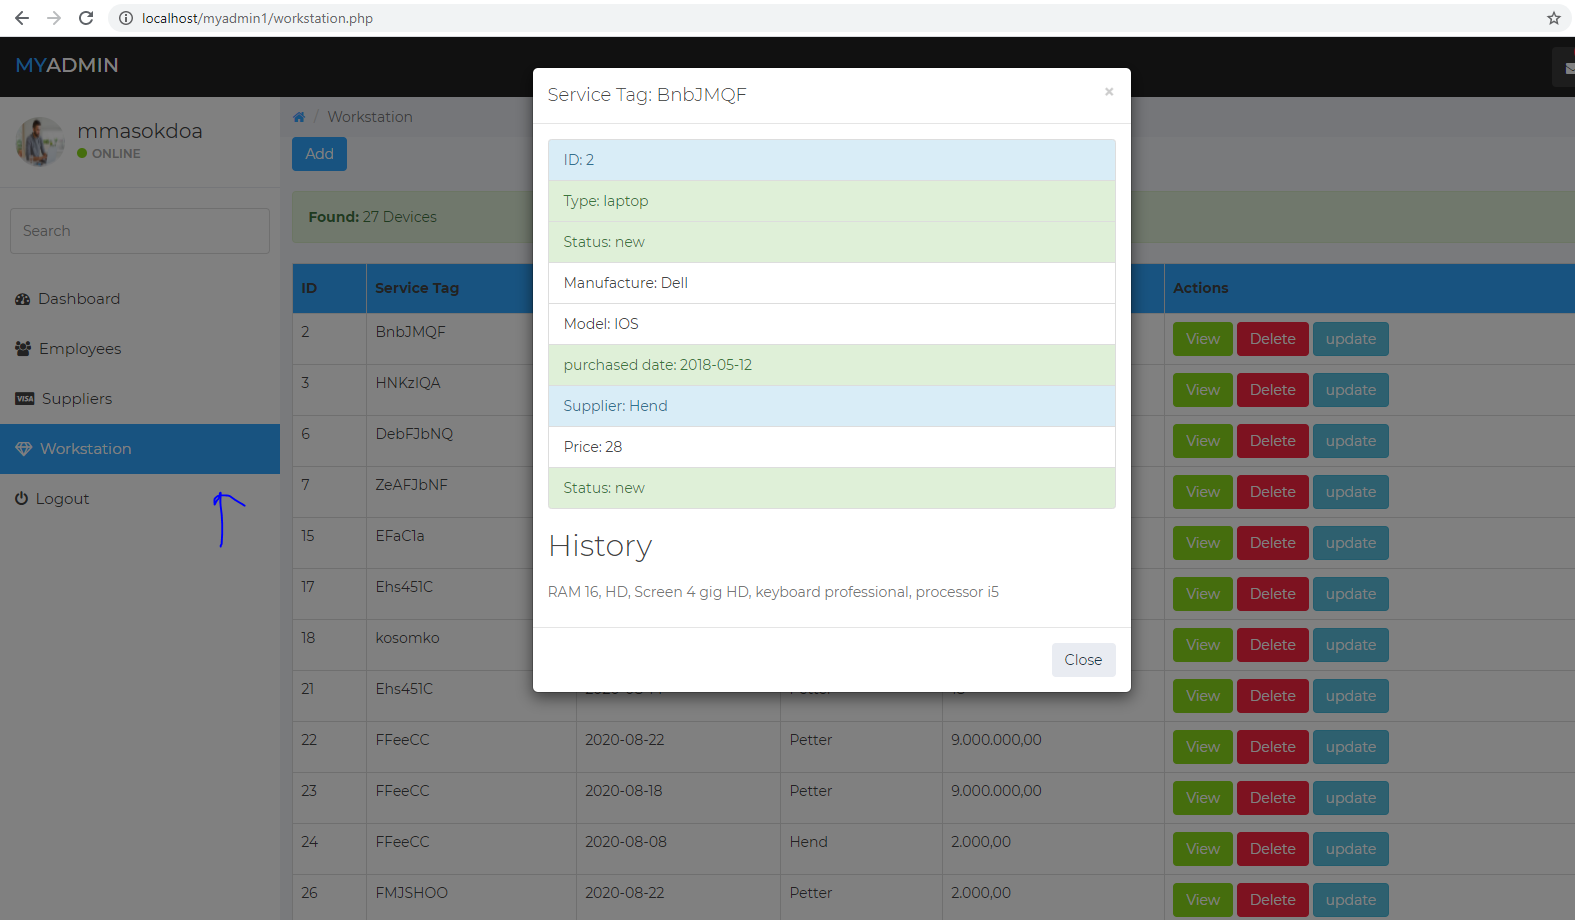 localhost/myadmin1/workstation.php
MYADMIN
mmasokdoa
ONLINE
Search
Dashboard
Employees
VISA Suppliers
Workstation
Logout
/ Workstation
Add
Found: 27 Devices
ID Service Tag Actions
2 BnbJMQF View Delete update
3 HNKzIQA View Delete update
6 DebFJbNQ View Delete update
7 ZeAFJbNF View Delete update
15 EFaC1a View Delete update
17 Ehs451C View Delete update
18 kosomko View Delete update
21 Ehs451C View Delete update
22 FFeeCC 2020-08-22 Petter 9.000.000,00 View Delete update
23 FFeeCC 2020-08-18 Petter 9.000.000,00 View Delete update
24 FFeeCC 2020-08-08 Hend 2.000,00 View Delete update
26 FMJSHOO 2020-08-22 Petter 2.000,00 View Delete update
Service Tag: BnbJMQF ×
ID: 2
Type: laptop
Status: new
Manufacture: Dell
Model: IOS
purchased date: 2018-05-12
Supplier: Hend
Price: 28
Status: new
History
RAM 16, HD, Screen 4 gig HD, keyboard professional, processor i5
Close